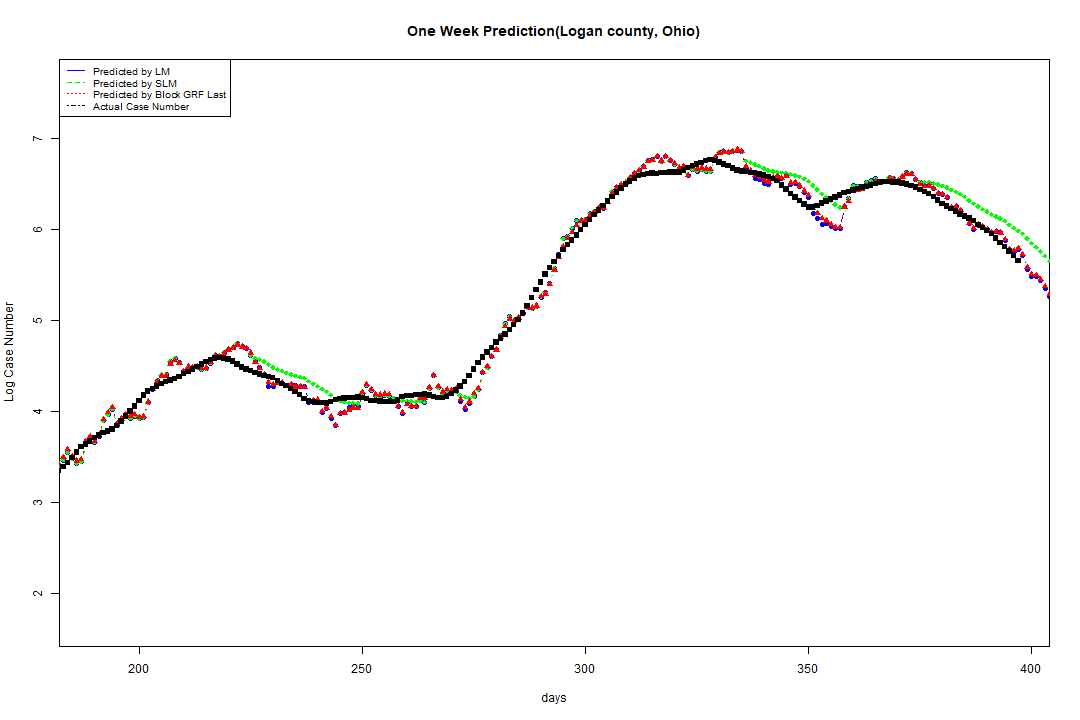 One Week Prediction(Logan county, Ohio)
Predicted by LM
Predicted by SLM
Predicted by Block GRF Last
Actual Case Number
7
6
5
4
3
2
Log Case Number
200 250 300 350 400
days